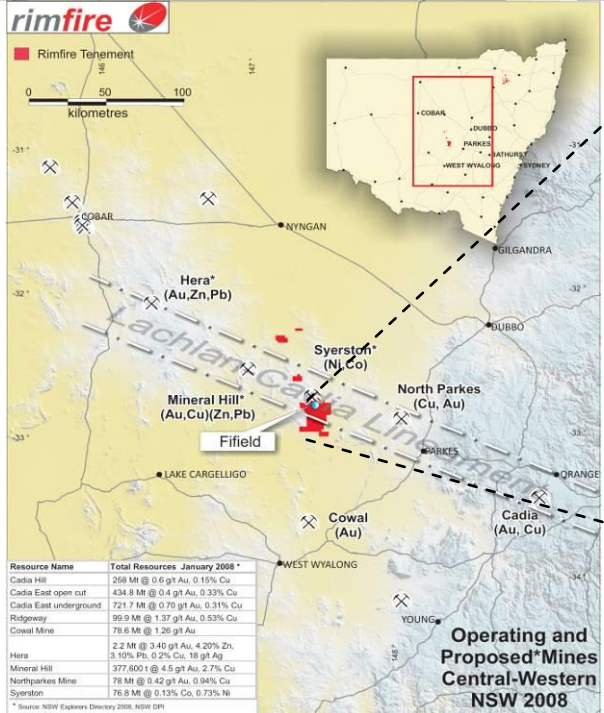 rimfire
Rimfire Tenement
0 50 100
kilometres
146
147
-31
COBAR
DUBBO
PARKES
BATHURST
WEST WYALONG
SYDNEY
-31
COBAR
NYNGAN
GILGANDRA
-32
Hera*
(Au,Zn,Pb)
-32
DUBBO
Lachlan Cadia Lineament
Syerston*
(Ni,Co)
Mineral Hill*
(Au,Cu)(Zn,Pb)
North Parkes
(Cu, Au)
-33
-33
Fifield
PARKES
LAKE CARGELLIGO
ORANGE
Cowal
(Au)
Cadia
(Au, Cu)
WEST WYALONG
-34
YOUNG
148
Resource Name Total Resources January 2008 *
Cadia Hill 258 Mt @ 0.6 g/t Au, 0.15% Cu
Cadia East open cut 434.8 Mt @ 0.4 g/t Au, 0.33% Cu
Cadia East underground 721.7 Mt @ 0.70 g/t Au, 0.31% Cu
Ridgeway 99.9 Mt @ 1.37 g/t Au, 0.53% Cu
Cowal Mine 78.6 Mt @ 1.26 g/t Au
Hera 2.2 Mt @ 3.40 g/t Au, 4.20% Zn,
3.10% Pb, 0.2% Cu, 18 g/t Ag
Mineral Hill 377,600 t @ 4.5 g/t Au, 2.7% Cu
Northparkes Mine 78 Mt @ 0.42 g/t Au, 0.94% Cu
Syerston 76.8 Mt @ 0.13% Co, 0.73% Ni
* Source: NSW Explorers Directory 2008, NSW DPI
Operating and
Proposed*Mines
Central-Western
NSW 2008